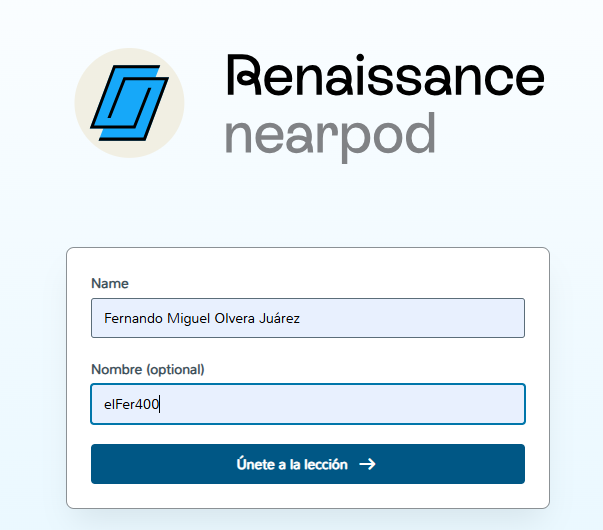 Renaissance
nearpod
Name
Fernando Miguel Olvera Juárez
Nombre (optional)
elFer400
Únete a la lección →